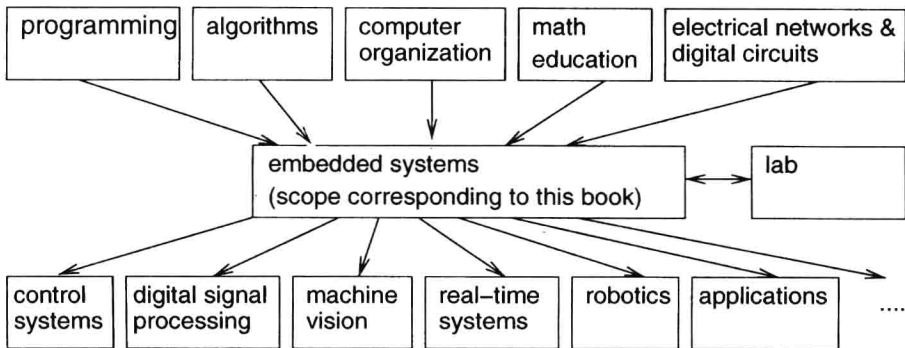 programming
algorithms
computer
organization
math
education
electrical networks &
digital circuits
embedded systems
(scope corresponding to this book)
lab
control
systems
digital signal
processing
machine
vision
real-time
systems
robotics
applications
....